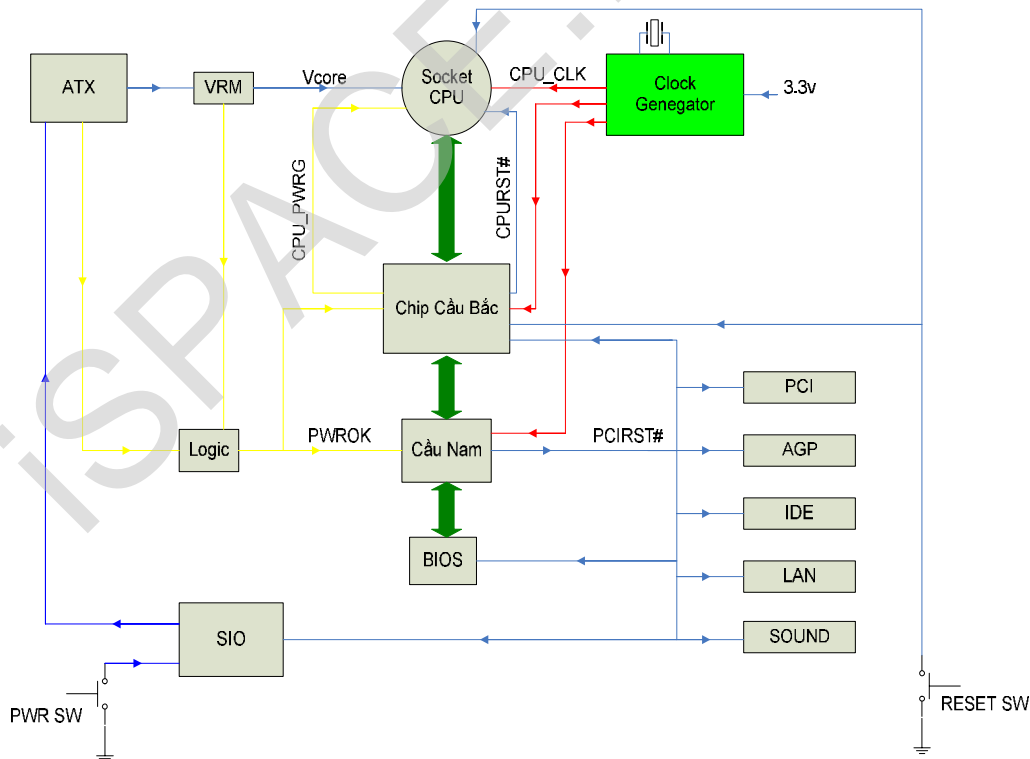 iSPACE.
ATX
VRM
Vcore
Socket
CPU
CPU_CLK
Clock
Genegator
3.3v
CPU_PWRG
CPURST#
Chip Cầu Bắc
PCI
Logic
PWROK
Cầu Nam
PCIRST#
AGP
IDE
BIOS
LAN
SIO
SOUND
PWR SW
RESET SW